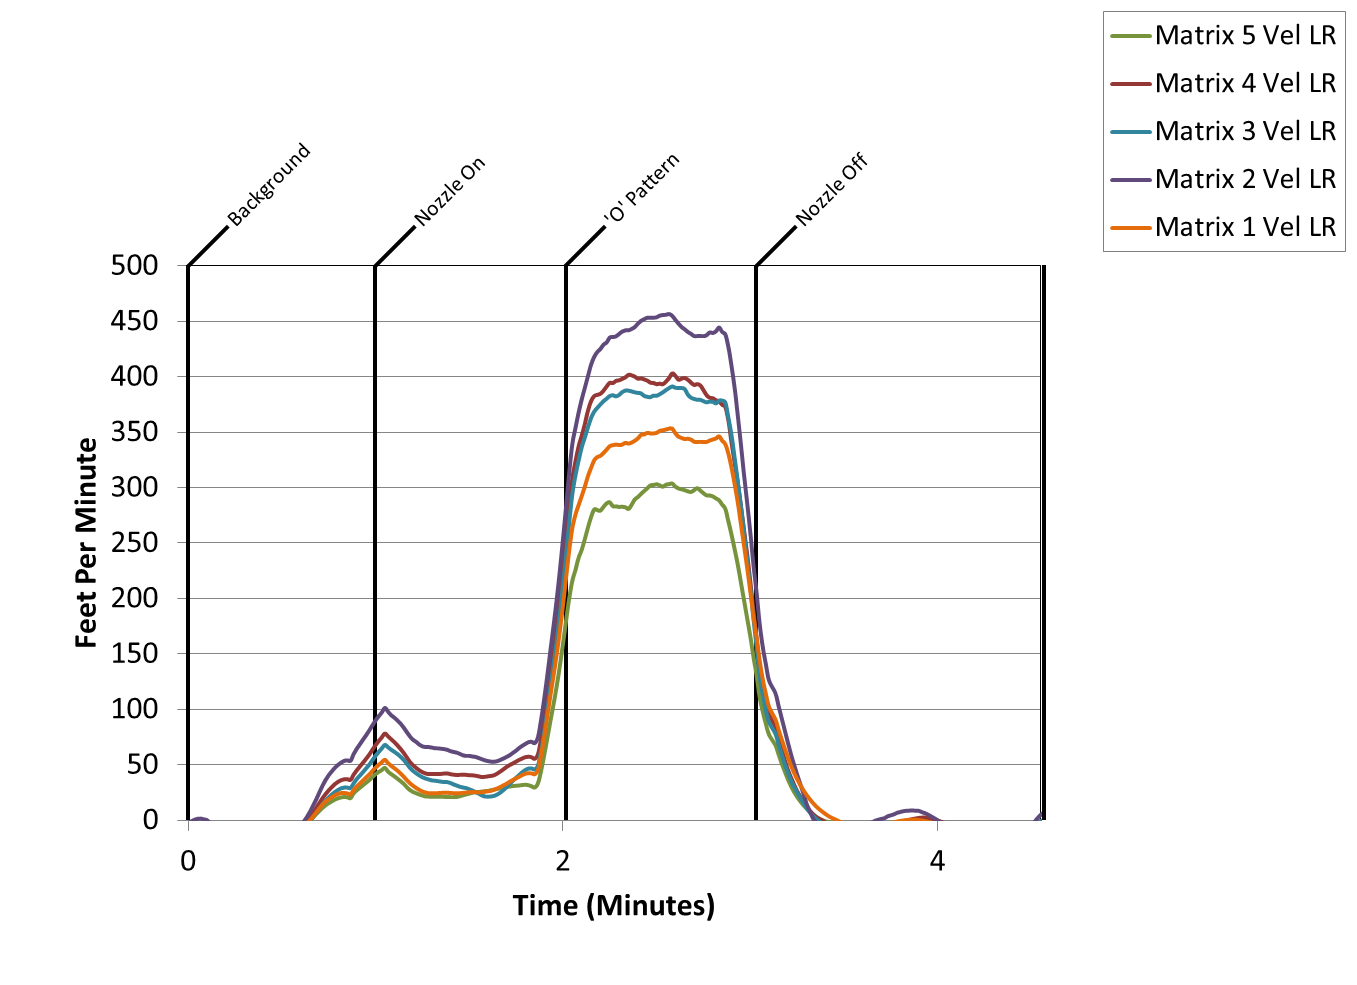 Matrix 5 Vel LR
Matrix 4 Vel LR
Matrix 3 Vel LR
Matrix 2 Vel LR
Matrix 1 Vel LR
Background
Nozzle On
'O' Pattern
Nozzle Off
500
450
400
350
300
250
200
150
100
50
0
Feet Per Minute
0 2 4
Time (Minutes)